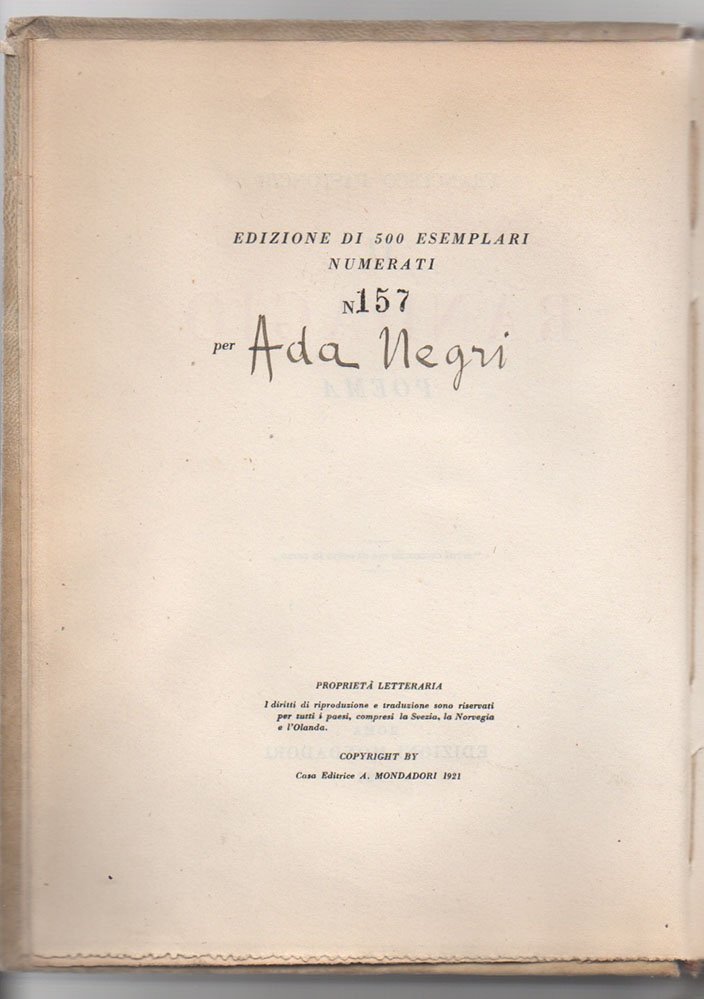 EDIZIONE DI 500 ESEMPLARI
NUMERATI
N157
per Ada Negri
PROPRIETÀ LETTERARIA
I diritti di riproduzione e traduzione sono riservati
per tutti i paesi, compresi la Svezia, la Norvegia
e l'Olanda.
COPYRIGHT BY
Casa Editrice A. MONDADORI 1921